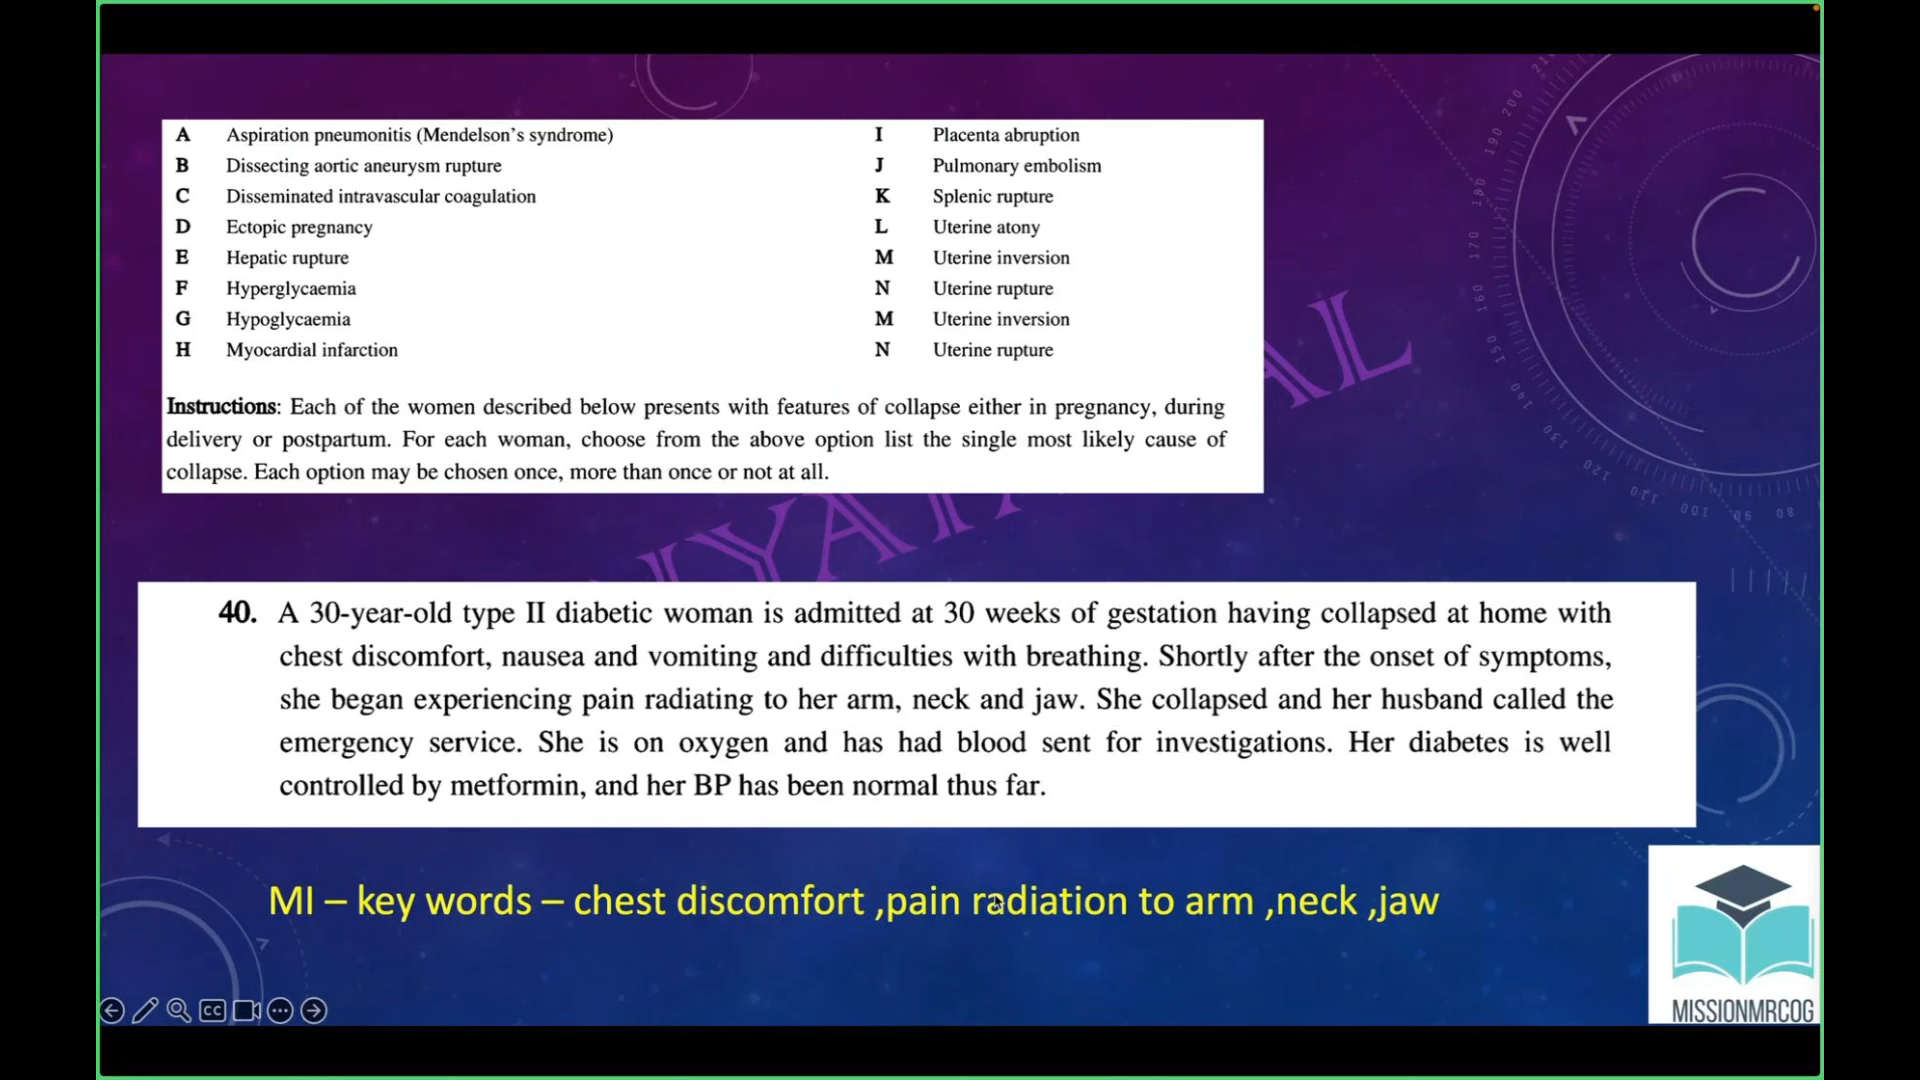 A Aspiration pneumonitis (Mendelson's syndrome)
B Dissecting aortic aneurysm rupture
C Disseminated intravascular coagulation
D Ectopic pregnancy
E Hepatic rupture
F Hyperglycaemia
G Hypoglycaemia
H Myocardial infarction
I Placenta abruption
J Pulmonary embolism
K Splenic rupture
L Uterine atony
M Uterine inversion
N Uterine rupture
M Uterine inversion
N Uterine rupture
Instructions: Each of the women described below presents with features of collapse either in pregnancy, during
delivery or postpartum. For each woman, choose from the above option list the single most likely cause of
collapse. Each option may be chosen once, more than once or not at all.
40. A 30-year-old type II diabetic woman is admitted at 30 weeks of gestation having collapsed at home with
chest discomfort, nausea and vomiting and difficulties with breathing. Shortly after the onset of symptoms,
she began experiencing pain radiating to her arm, neck and jaw. She collapsed and her husband called the
emergency service. She is on oxygen and has had blood sent for investigations. Her diabetes is well
controlled by metformin, and her BP has been normal thus far.
MI – key words – chest discomfort ,pain radiation to arm ,neck ,jaw
MISSIONMRCOG
CC